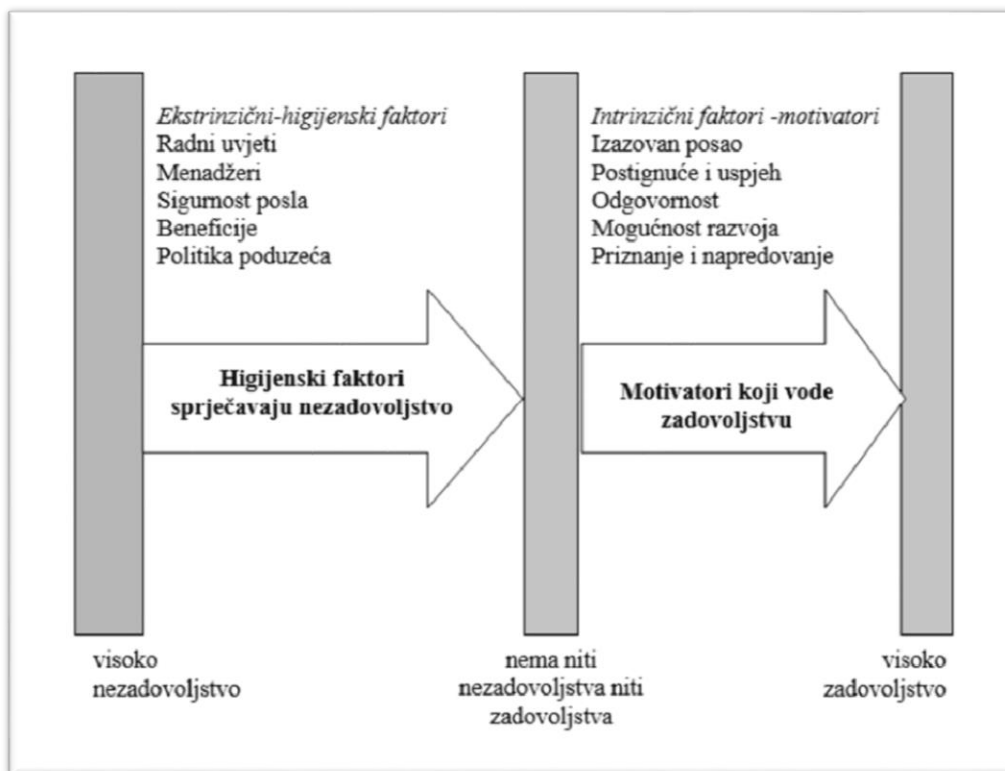 Ekstrinzični-higijenski faktori
Radni uvjeti
Menadžeri
Sigurnost posla
Beneficije
Politika poduzeća
Intrinzični faktori -motivatori
Izazovan posao
Postignuće i uspjeh
Odgovornost
Mogućnost razvoja
Priznanje i napredovanje
Higijenski faktori
sprječavaju nezadovoljstvo
Motivatori koji vode
zadovoljstvu
visoko
nezadovoljstvo
nema niti
nezadovoljstva niti
zadovoljstva
visoko
zadovoljstvo